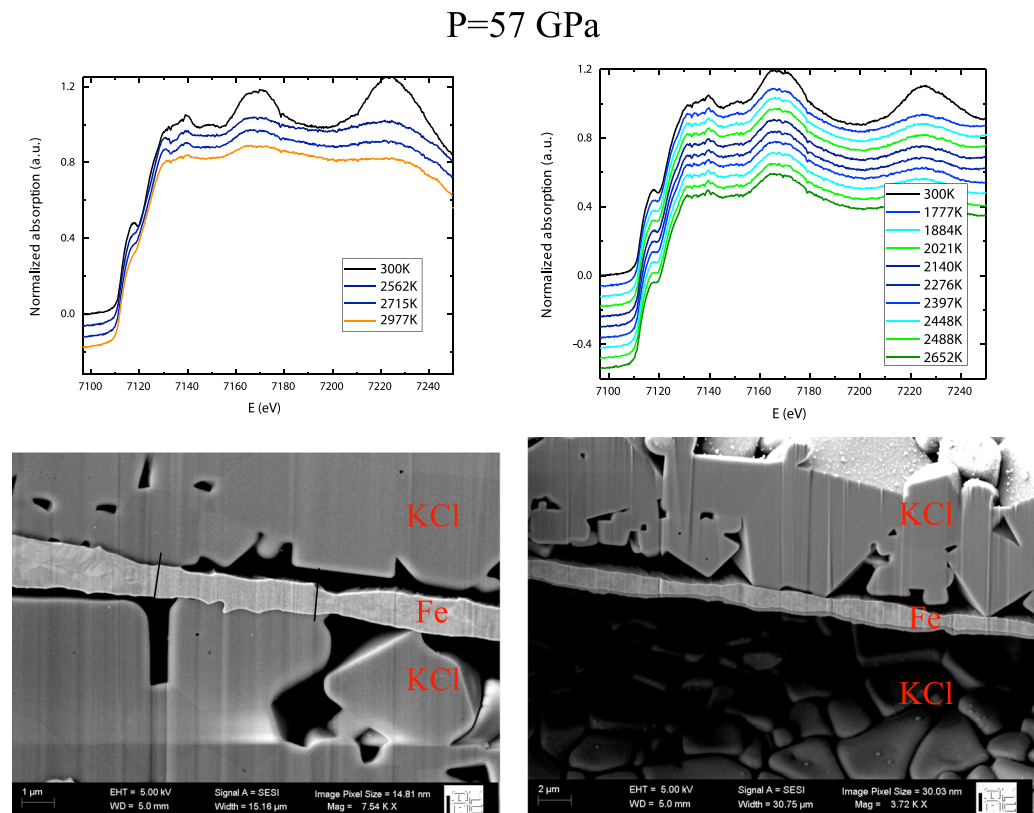 P=57 GPa
1.2
0.8
0.4
0.0
Normalized absorption (a.u.)
300K
2562K
2715K
2977K
7100 7120 7140 7160 7180 7200 7220 7240
E (eV)
1.2
0.8
0.4
0.0
−0.4
Normalized absorption (a.u.)
300K
1777K
1884K
2021K
2140K
2276K
2397K
2448K
2488K
2652K
7100 7120 7140 7160 7180 7200 7220 7240
E (eV)
KCl
Fe
KCl
1 µm
EHT = 5.00 kV
WD = 5.0 mm
Signal A = SESI
Width = 15.16 µm
Image Pixel Size = 14.81 nm
Mag = 7.54 K X
KCl
Fe
KCl
2 µm
EHT = 5.00 kV
WD = 5.0 mm
Signal A = SESI
Width = 30.75 µm
Image Pixel Size = 30.03 nm
Mag = 3.72 K X